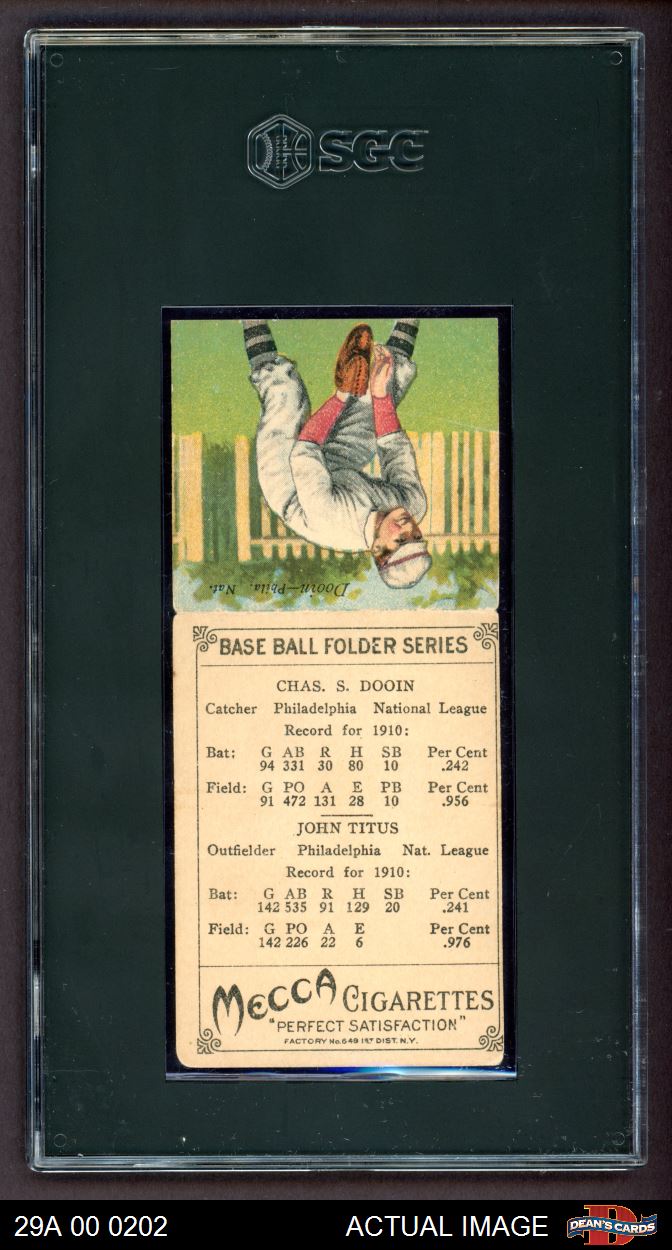 SGC
Dooin—Phila. Nat.
BASE BALL FOLDER SERIES
CHAS. S. DOOIN
Catcher Philadelphia National League
Record for 1910:
Bat: G AB R H SB Per Cent
94 331 30 80 10 .242
Field: G PO A E PB Per Cent
91 472 131 28 10 .956
JOHN TITUS
Outfielder Philadelphia Nat. League
Record for 1910:
Bat: G AB R H SB Per Cent
142 535 91 129 20 .241
Field: G PO A E Per Cent
142 226 22 6 .976
MECCA CIGARETTES
"PERFECT SATISFACTION"
FACTORY No. 649 1ST DIST. N.Y.
29A 00 0202 ACTUAL IMAGE DEAN'S CARDS